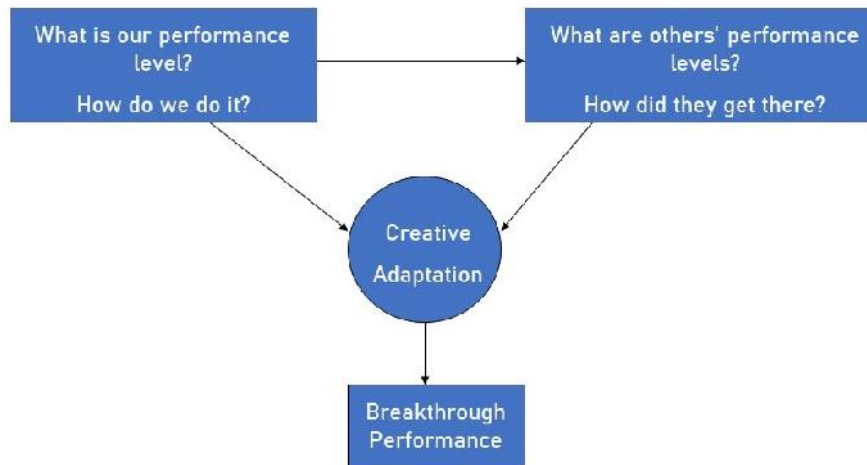 What is our performance
level?
How do we do it?
What are others' performance
levels?
How did they get there?
Creative
Adaptation
Breakthrough
Performance